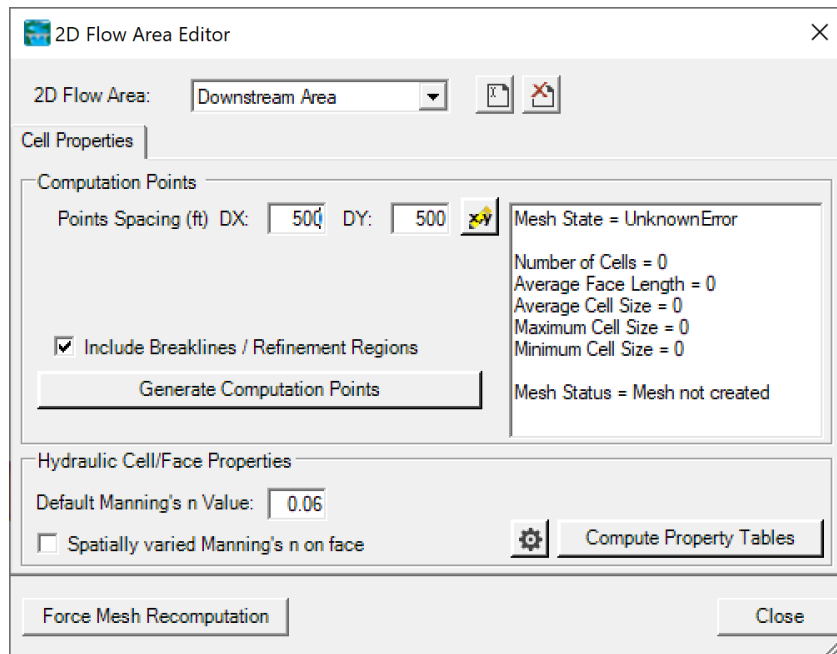 2D Flow Area Editor
2D Flow Area: Downstream Area
Cell Properties
Computation Points
Points Spacing (ft) DX: 500 DY: 500
x-y
Mesh State = UnknownError
Number of Cells = 0
Average Face Length = 0
Average Cell Size = 0
Maximum Cell Size = 0
Minimum Cell Size = 0
Mesh Status = Mesh not created
Include Breaklines / Refinement Regions
Generate Computation Points
Hydraulic Cell/Face Properties
Default Manning's n Value: 0.06
Spatially varied Manning's n on face
Compute Property Tables
Force Mesh Recomputation
Close